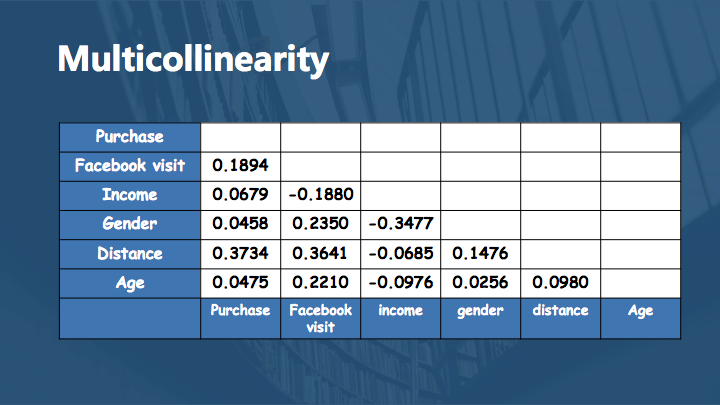 Multicollinearity
Purchase
Facebook visit 0.1894
Income 0.0679 -0.1880
Gender 0.0458 0.2350 -0.3477
Distance 0.3734 0.3641 -0.0685 0.1476
Age 0.0475 0.2210 -0.0976 0.0256 0.0980
Purchase Facebook visit income gender distance Age